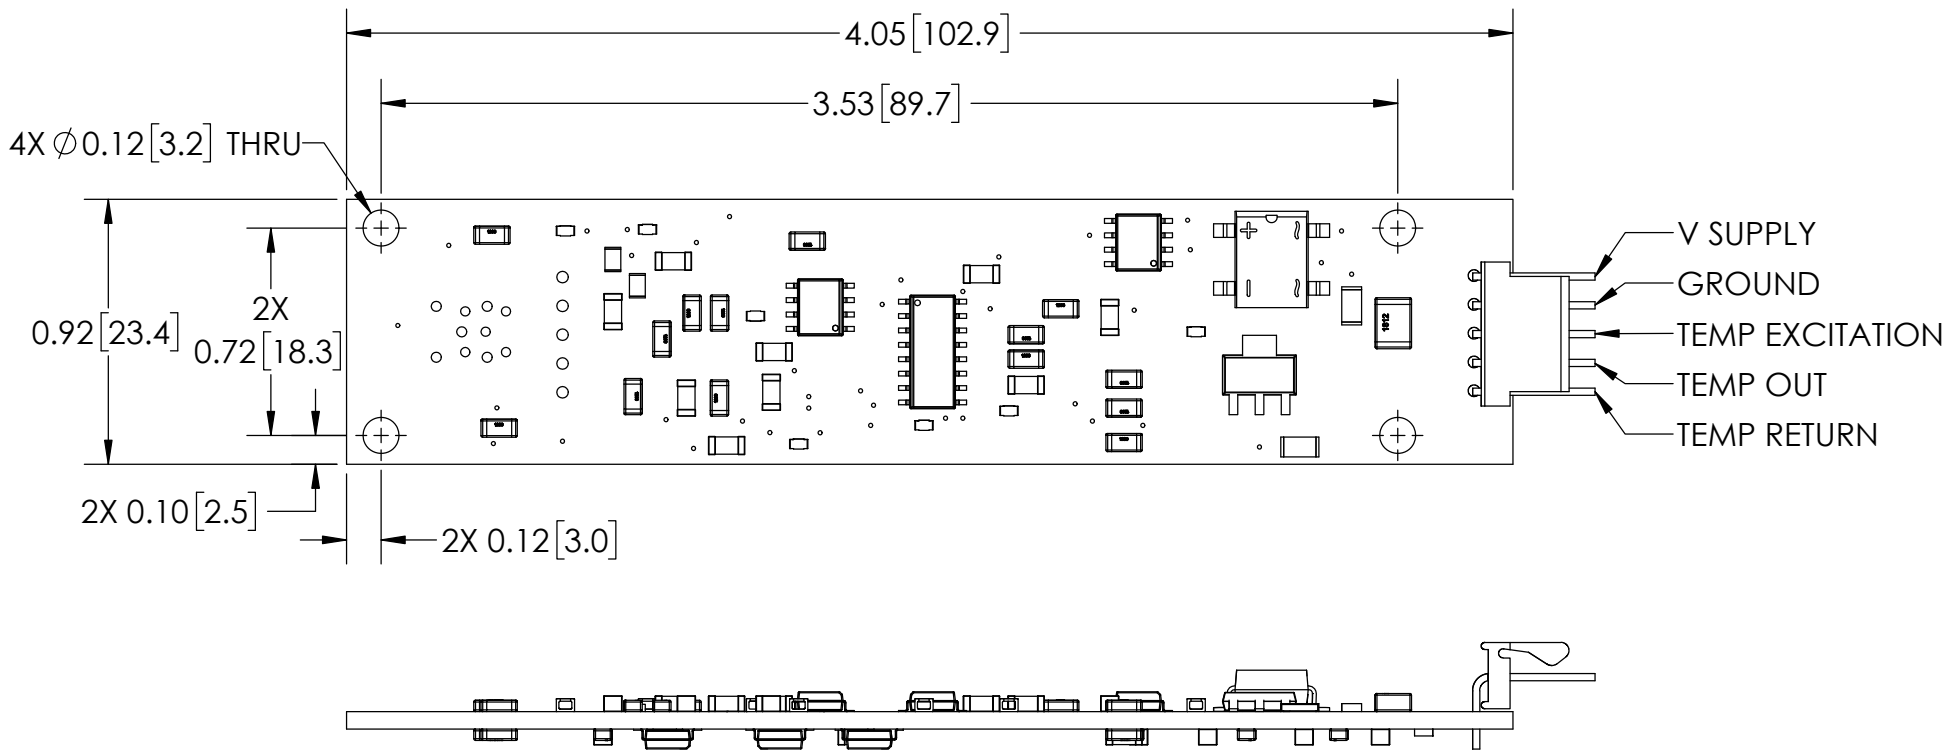 4.05[102.9]
3.53[89.7]
4X ∅0.12[3.2] THRU
V SUPPLY
GROUND
2X
0.92[23.4]
0.72[18.3]
1812
TEMP EXCITATION
TEMP OUT
TEMP RETURN
2X 0.10[2.5]
2X 0.12[3.0]